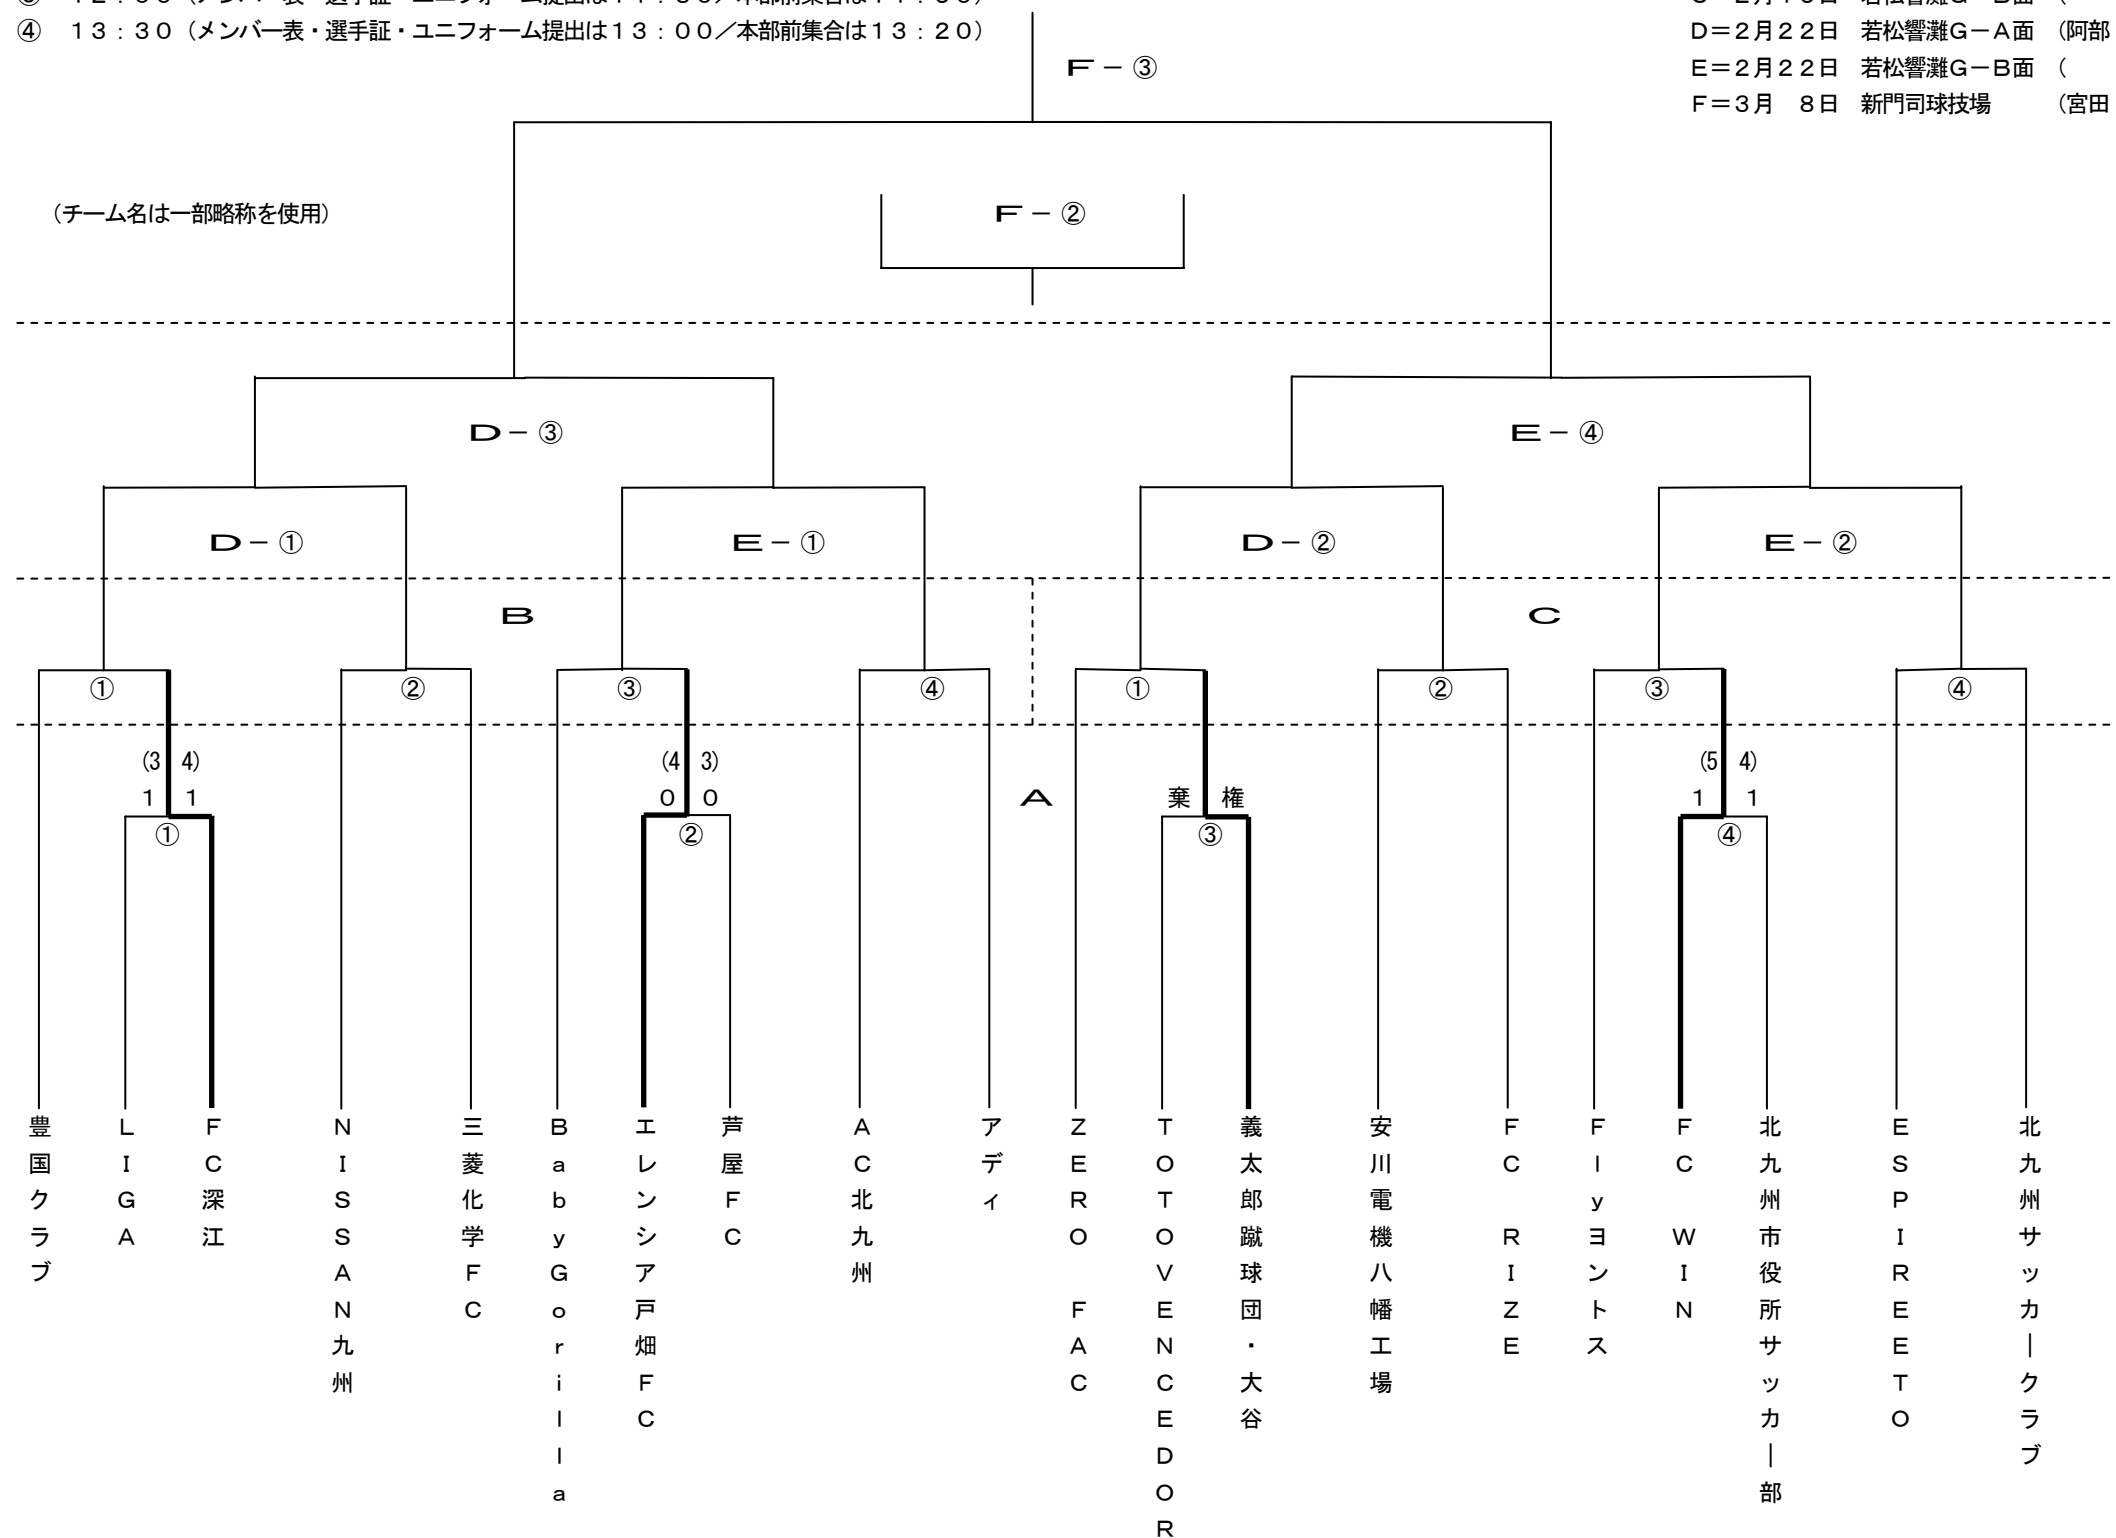 ④　１３：３０（メンバー表・選手証・ユニフォーム提出は１３：００／本部前集合は１３：２０）
D＝２月２２日　若松響灘G－A面　（阿部
E＝２月２２日　若松響灘G－B面　（
F＝３月　８日　新門司球技場　　　（宮田
F－③
（チーム名は一部略称を使用）
F－②
D－③
E－④
D－①
E－①
D－②
E－②
B
C
①
②
③
④
①
②
③
④
(3 4)
(4 3)
(5 4)
1 1
0 0
A
棄 権
1 1
①
②
③
④
豊国クラブ
LIGA
FC深江
NISSAN九州
三菱化学FC
BabyGorilla
エレンシア戸畑FC
芦屋FC
AC北九州
アディ
ZERO　FAC
TOTOVENCEDOR
義太郎蹴球団・大谷
安川電機八幡工場
FC　RIZE
Flyヨントス
FC　WIN
北九州市役所サッカー部
ESPIREETO
北九州サッカークラブ